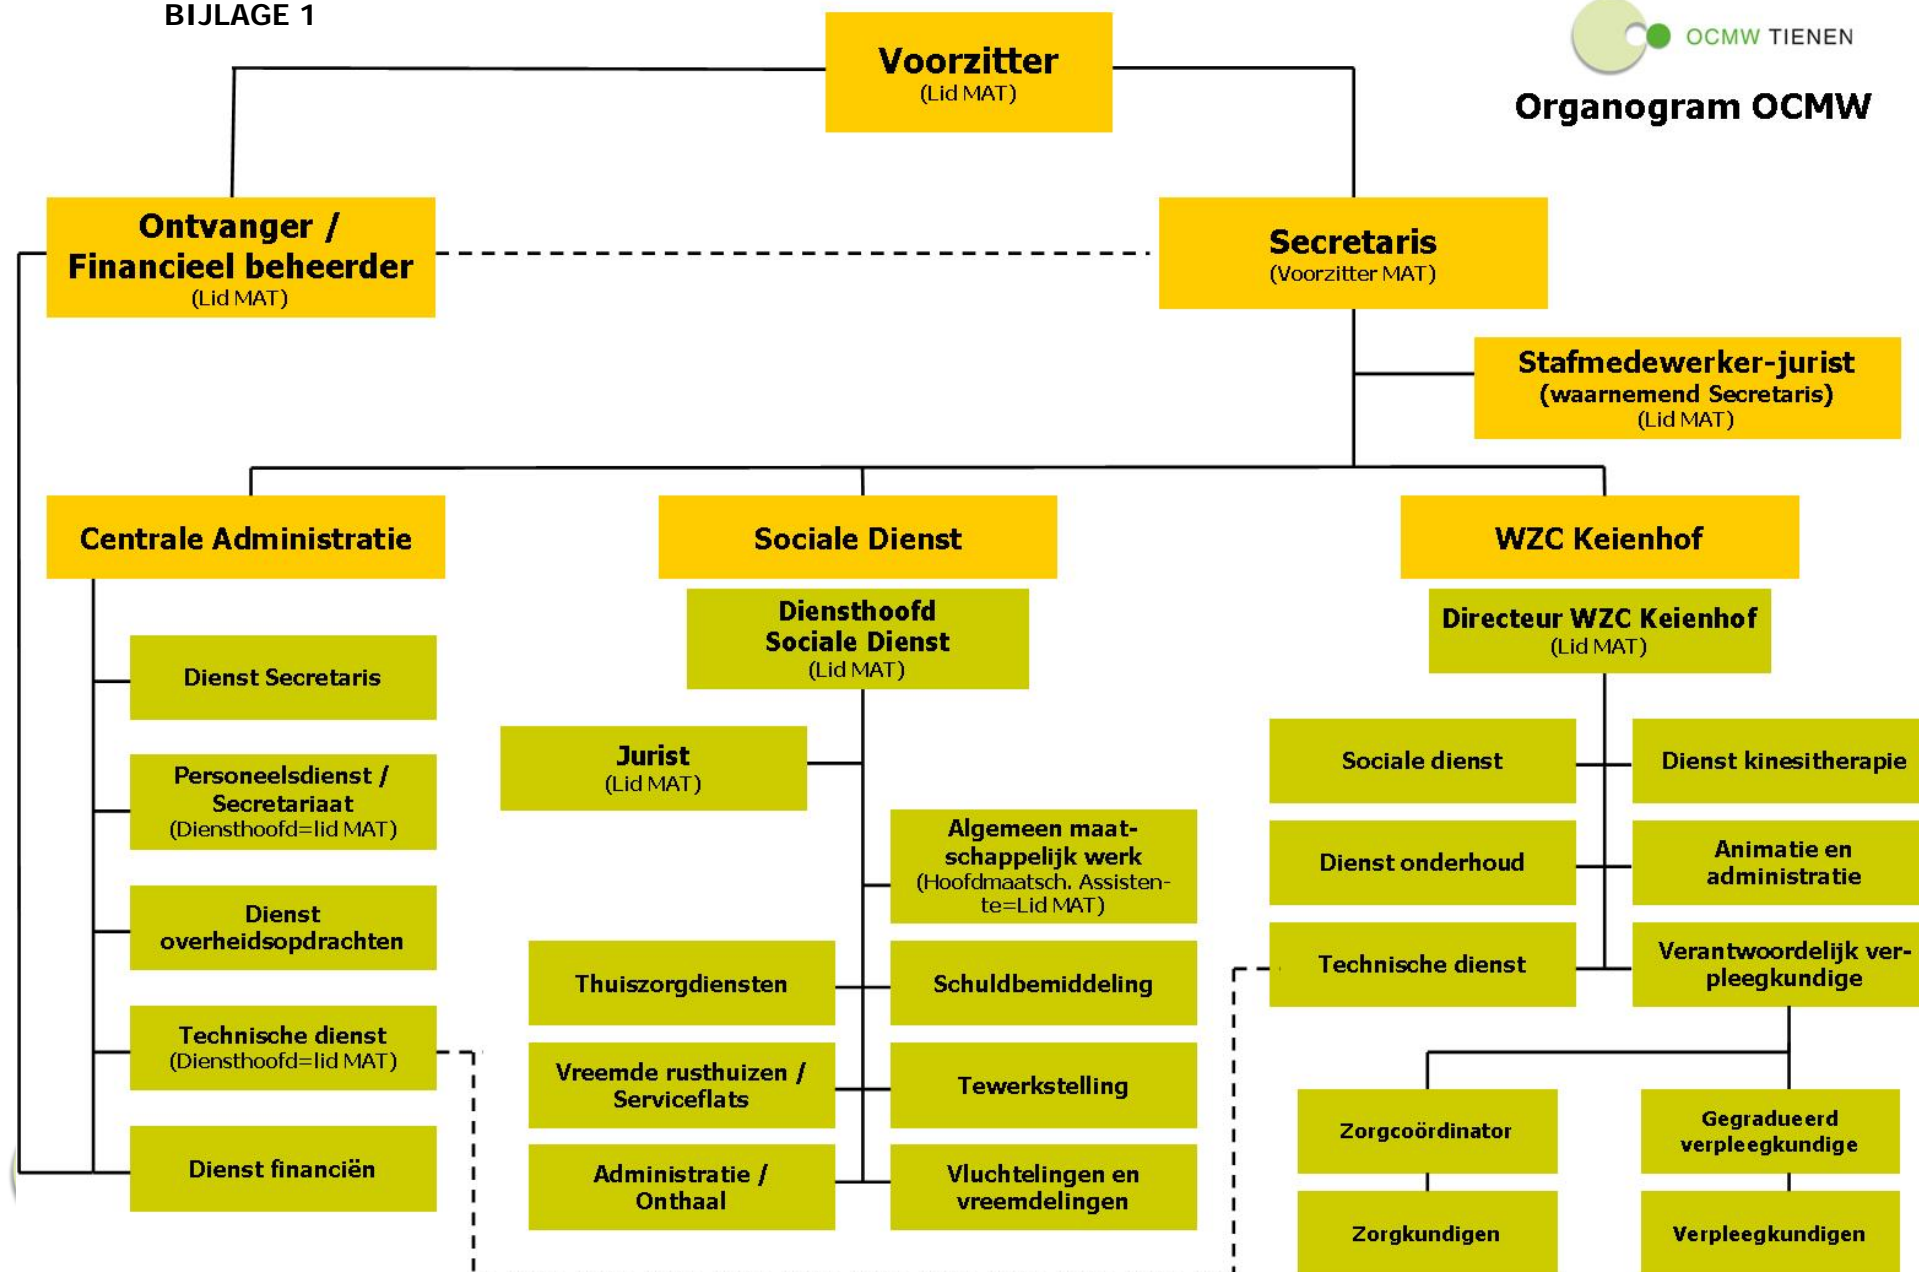 BIJLAGE 1
OCMW TIENEN
Organogram OCMW
Voorzitter
(Lid MAT)
Ontvanger /
Financieel beheerder
(Lid MAT)
Secretaris
(Voorzitter MAT)
Stafmedewerker-jurist
(waarnemend Secretaris)
(Lid MAT)
Centrale Administratie
Dienst Secretaris
Personeelsdienst /
Secretariaat
(Diensthoofd=lid MAT)
Dienst
overheidsopdrachten
Technische dienst
(Diensthoofd=lid MAT)
Dienst financiën
Sociale Dienst
Diensthoofd
Sociale Dienst
(Lid MAT)
Jurist
(Lid MAT)
Algemeen maat-
schappelijk werk
(Hoofdmaatsch. Assisten-
te=Lid MAT)
Thuiszorgdiensten
Schuldbemiddeling
Vreemde rusthuizen /
Serviceflats
Tewerkstelling
Administratie /
Onthaal
Vluchtelingen en
vreemdelingen
WZC Keienhof
Directeur WZC Keienhof
(Lid MAT)
Sociale dienst
Dienst kinesitherapie
Dienst onderhoud
Animatie en
administratie
Technische dienst
Verantwoordelijk ver-
pleegkundige
Zorgcoördinator
Gegradueerd
verpleegkundige
Zorgkundigen
Verpleegkundigen